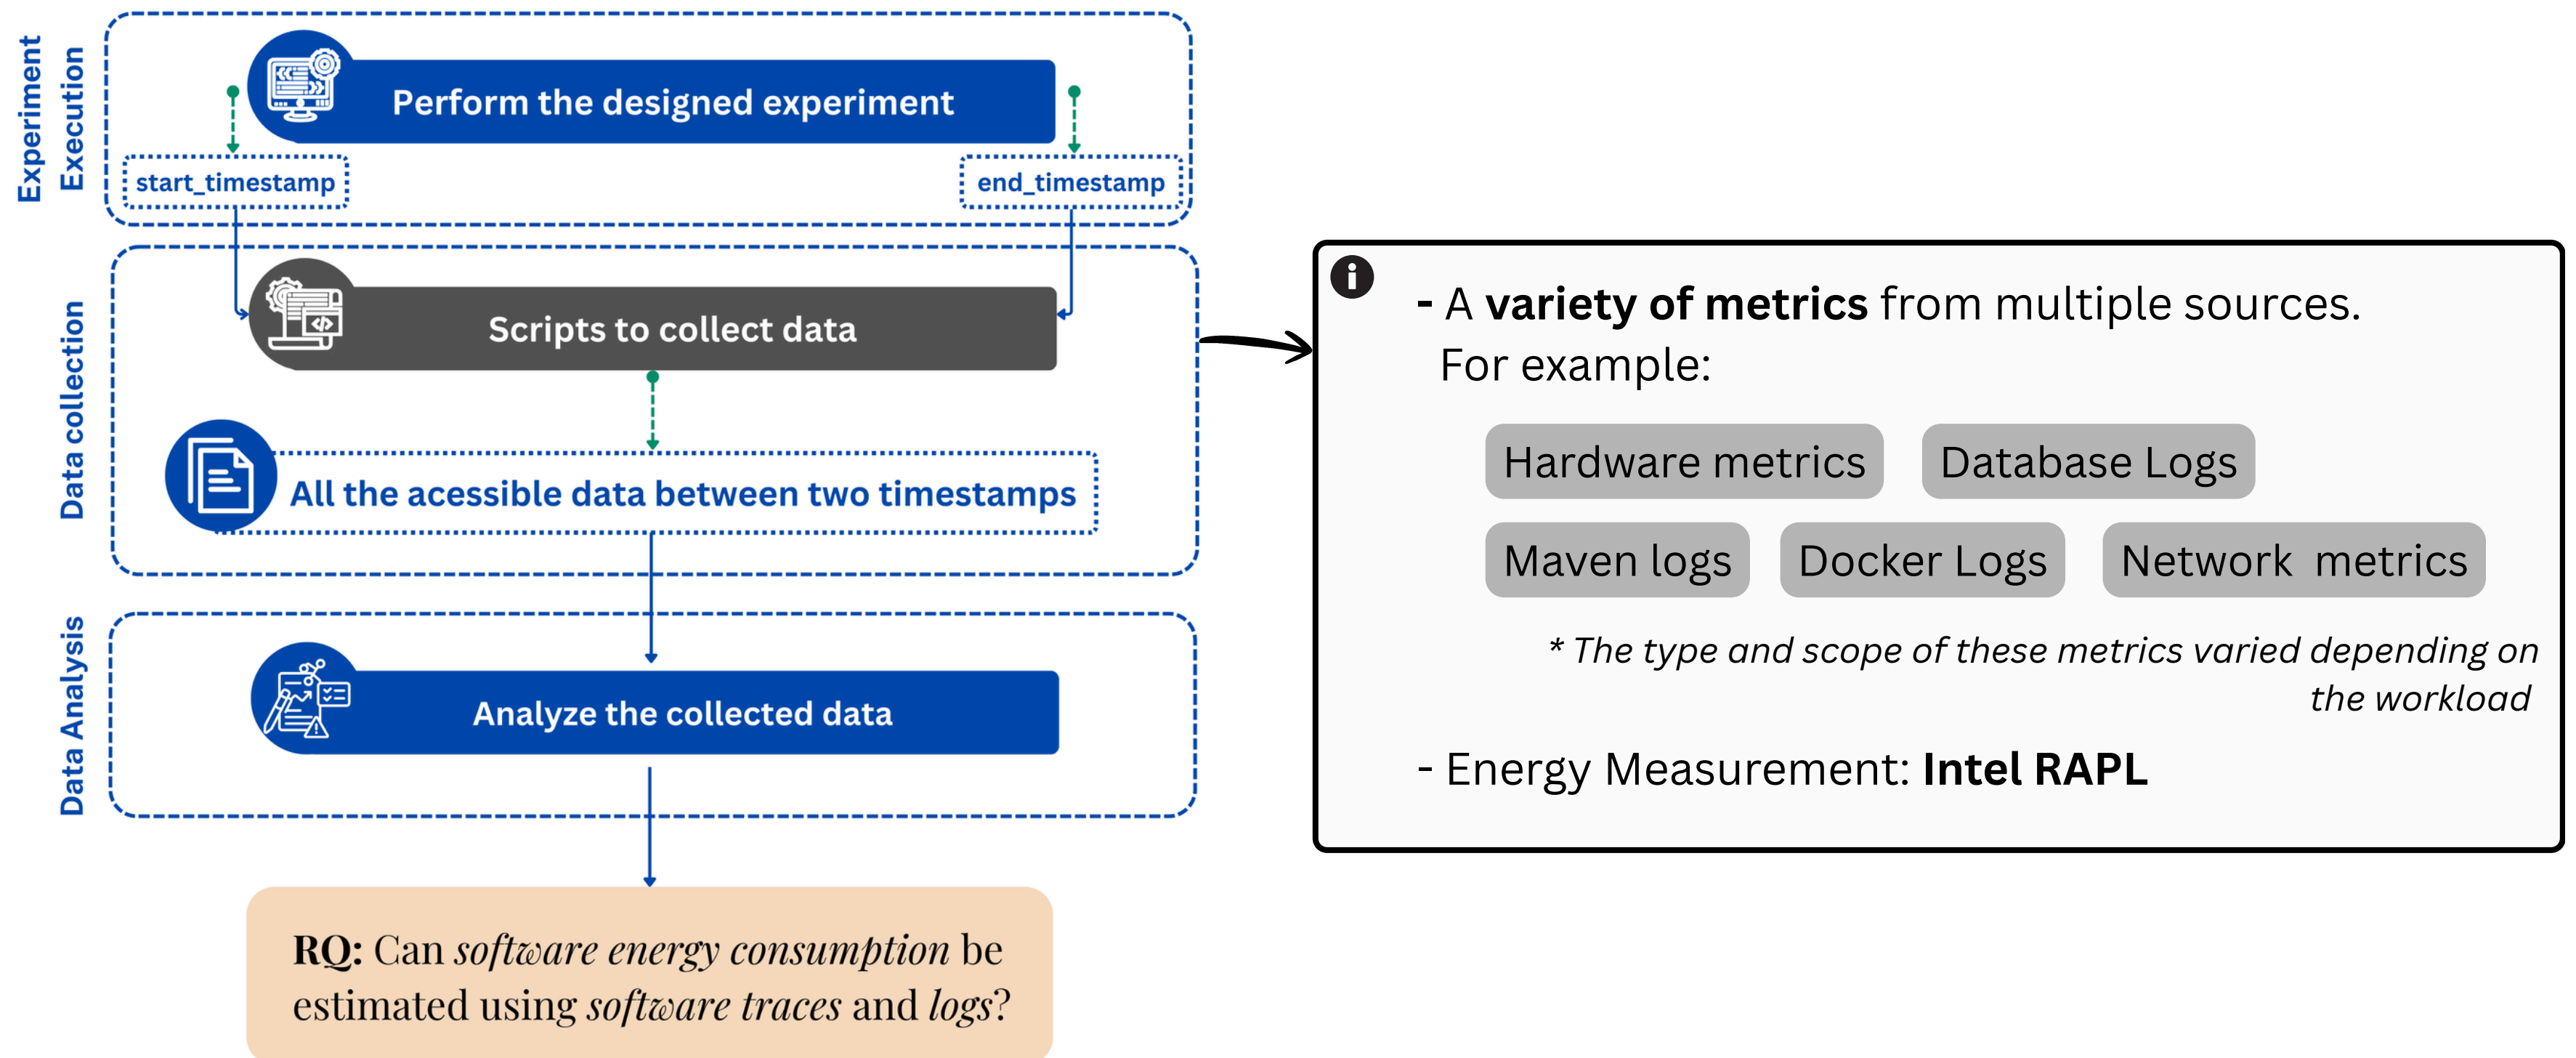 Experiment
Execution
Perform the designed experiment
start_timestamp
end_timestamp
Data collection
Scripts to collect data
All the acessible data between two timestamps
Data Analysis
Analyze the collected data
RQ: Can software energy consumption be
estimated using software traces and logs?
- A variety of metrics from multiple sources.
For example:
Hardware metrics
Database Logs
Maven logs
Docker Logs
Network metrics
* The type and scope of these metrics varied depending on
the workload
- Energy Measurement: Intel RAPL